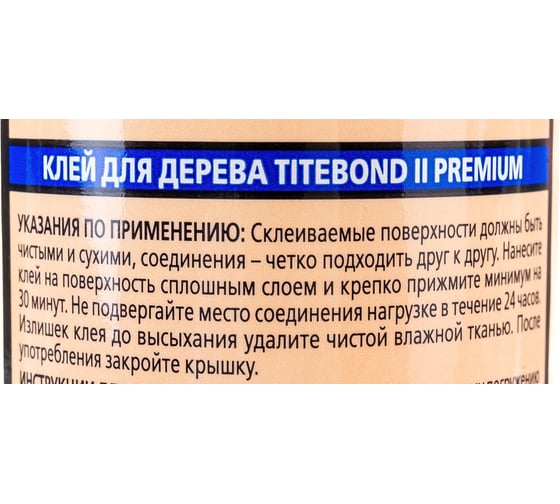 КЛЕЙ ДЛЯ ДЕРЕВА TITEBOND II PREMIUM
УКАЗАНИЯ ПО ПРИМЕНЕНИЮ: Склеиваемые поверхности должны быть
чистыми и сухими, соединения – четко подходить друг к другу. Нанесите
клей на поверхность сплошным слоем и крепко прижмите минимум на
30 минут. Не подвергайте место соединения нагрузке в течение 24 часов.
Излишек клея до высыхания удалите чистой влажной тканью. После
употребления закройте крышку.